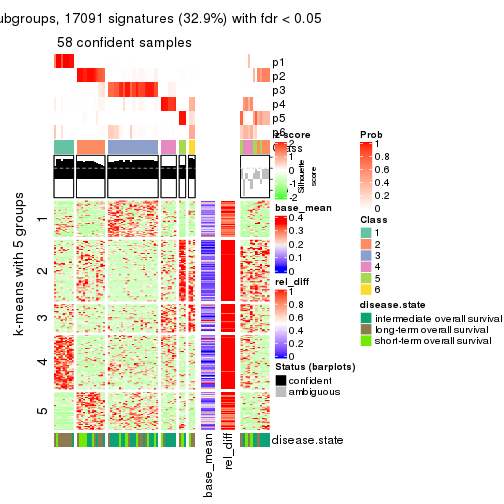 ubgroups, 17091 signatures (32.9%) with fdr < 0.05
58 confident samples
p1
p2
p3
p4
p5
p6
Class
Silhouette
score
z-score
2
-2
base_mean
0.4
0.3
0.2
0.1
0
rel_diff
1
0.8
0.6
0.4
0.2
0
Status (barplots)
confident
ambiguous
Prob
1
0.8
0.6
0.4
0.2
0
Class
1
2
3
4
5
6
disease.state
intermediate overall survival
long-term overall survival
short-term overall survival
k-means with 5 groups
1
2
3
4
5
disease.state
base_mean
rel_diff